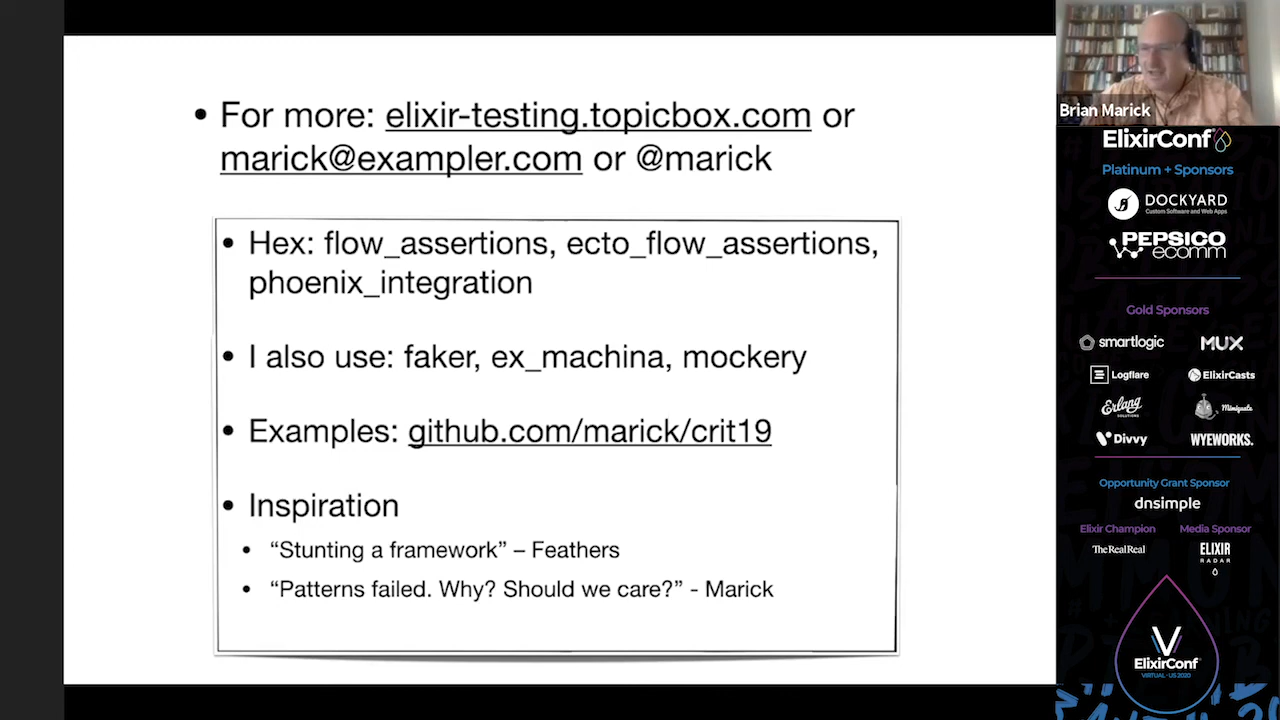 • For more: elixir-testing.topicbox.com or
marick@exampler.com or @marick
• Hex: flow_assertions, ecto_flow_assertions,
phoenix_integration
• I also use: faker, ex_machina, mockery
• Examples: github.com/marick/crit19
• Inspiration
• “Stunting a framework” – Feathers
• “Patterns failed. Why? Should we care?” - Marick
Brian Marick
ElixirConf
Platinum + Sponsors
DOCKYARD
Custom Software and Web Apps
PEPSICO
ecomm
Gold Sponsors
smartlogic
MUX
Logflare
ElixirCasts
Erlang
SOLUTIONS
Miniquats
Divvy
WYEWORKS.
Opportunity Grant Sponsor
dnsimple
Elixir Champion
Media Sponsor
The RealReal
ELIXIR
RADAR
V
ElixirConf
VIRTUAL - US 2020